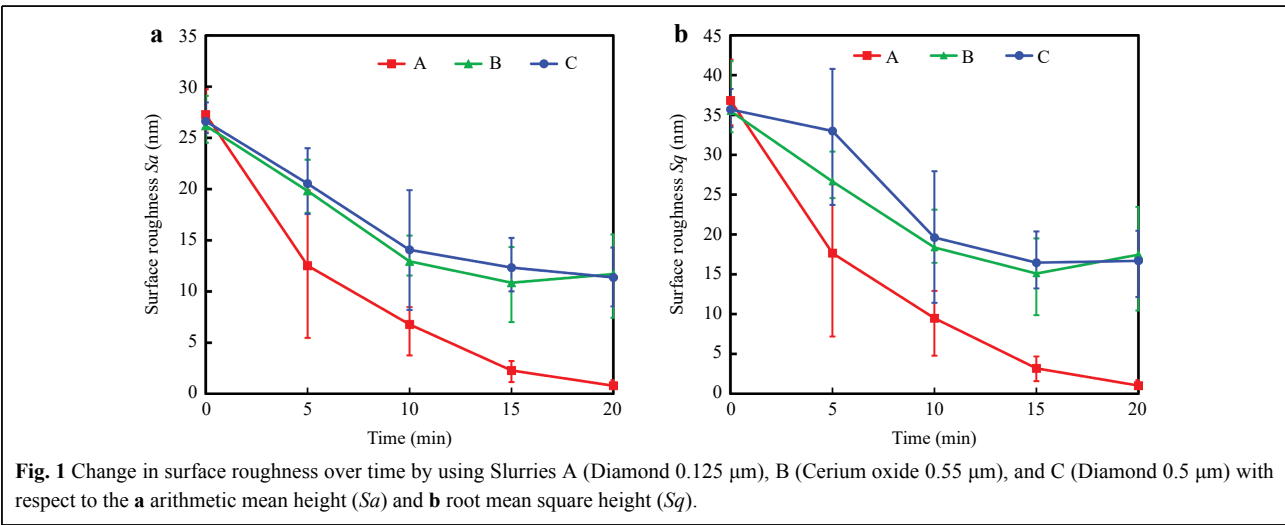 a
35
30
25
20
15
10
5
0
Surface roughness Sa (nm)
A B C
0 5 10 15 20
Time (min)
b
45
40
35
30
25
20
15
10
5
0
Surface roughness Sq (nm)
A B C
0 5 10 15 20
Time (min)
Fig. 1 Change in surface roughness over time by using Slurries A (Diamond 0.125 μm), B (Cerium oxide 0.55 μm), and C (Diamond 0.5 μm) with
respect to the a arithmetic mean height (Sa) and b root mean square height (Sq).